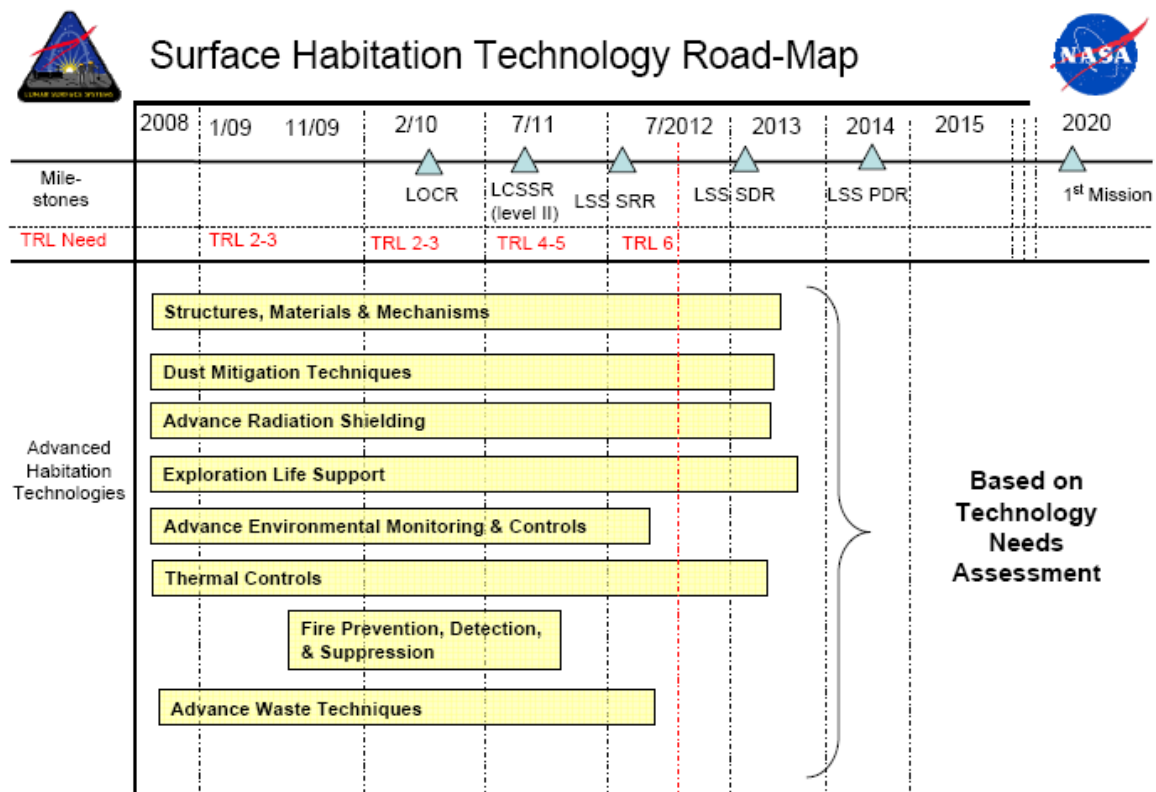 LUNAR SURFACE SYSTEMS
Surface Habitation Technology Road-Map
NASA
2008 1/09 11/09 2/10 7/11 7/2012 2013 2014 2015 2020
Mile-
stones
LOCR
LCSSR
(level II)
LSS SRR
LSS SDR
LSS PDR
1st Mission
TRL Need TRL 2-3 TRL 2-3 TRL 4-5 TRL 6
Advanced
Habitation
Technologies
Structures, Materials & Mechanisms
Dust Mitigation Techniques
Advance Radiation Shielding
Exploration Life Support
Advance Environmental Monitoring & Controls
Thermal Controls
Fire Prevention, Detection,
& Suppression
Advance Waste Techniques
Based on
Technology
Needs
Assessment